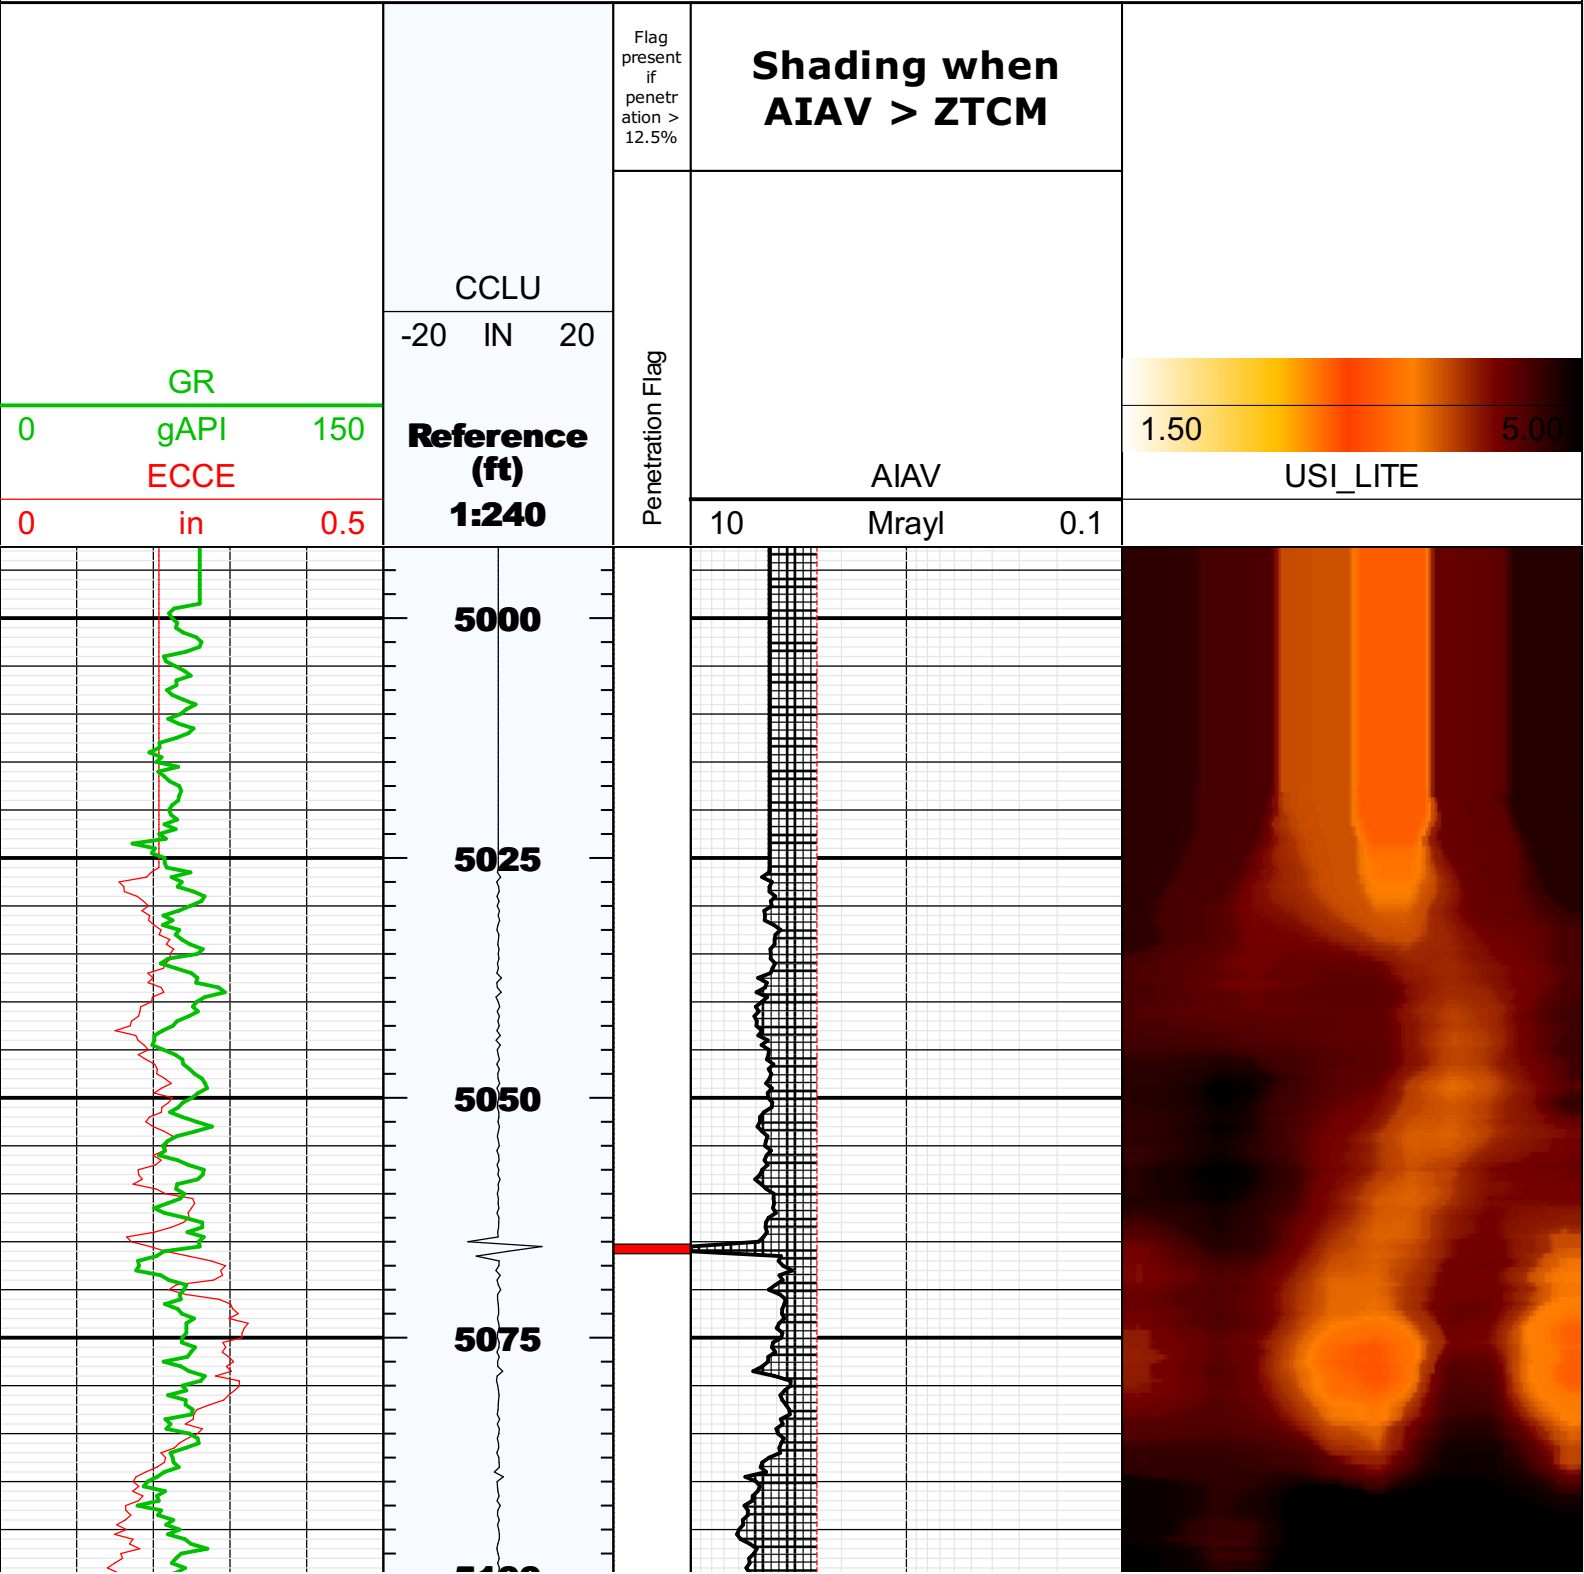 GR
0 gAPI 150
ECCE
0 in 0.5
CCLU
-20 IN 20
Reference
(ft)
1:240
Flag
present
if
penetr
ation >
12.5%
Penetration Flag
Shading when
AIAV > ZTCM
AIAV
10 Mrayl 0.1
1.50 5.00
USI_LITE
5000
5025
5050
5075